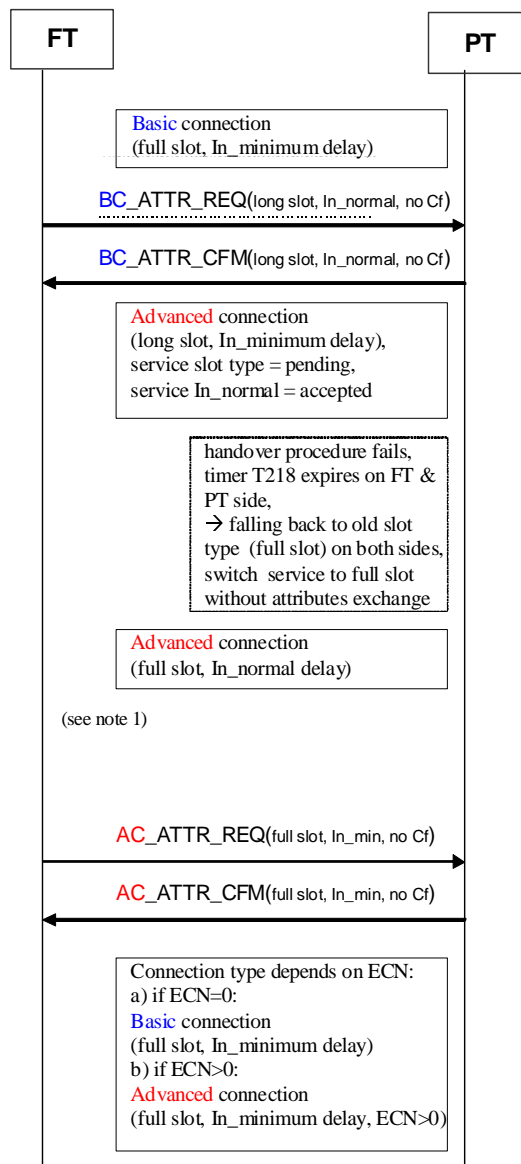 FT
PT
Basic connection
(full slot, In_minimum delay)
BC_ATTR_REQ(long slot, In_normal, no Cf)
BC_ATTR_CFM(long slot, In_normal, no Cf)
Advanced connection
(long slot, In_minimum delay),
service slot type = pending,
service In_normal = accepted
handover procedure fails,
timer T218 expires on FT &
PT side,
→ falling back to old slot
type (full slot) on both sides,
switch service to full slot
without attributes exchange
Advanced connection
(full slot, In_normal delay)
(see note 1)
AC_ATTR_REQ(full slot, In_min, no Cf)
AC_ATTR_CFM(full slot, In_min, no Cf)
Connection type depends on ECN:
a) if ECN=0:
Basic connection
(full slot, In_minimum delay)
b) if ECN>0:
Advanced connection
(full slot, In_minimum delay, ECN>0)